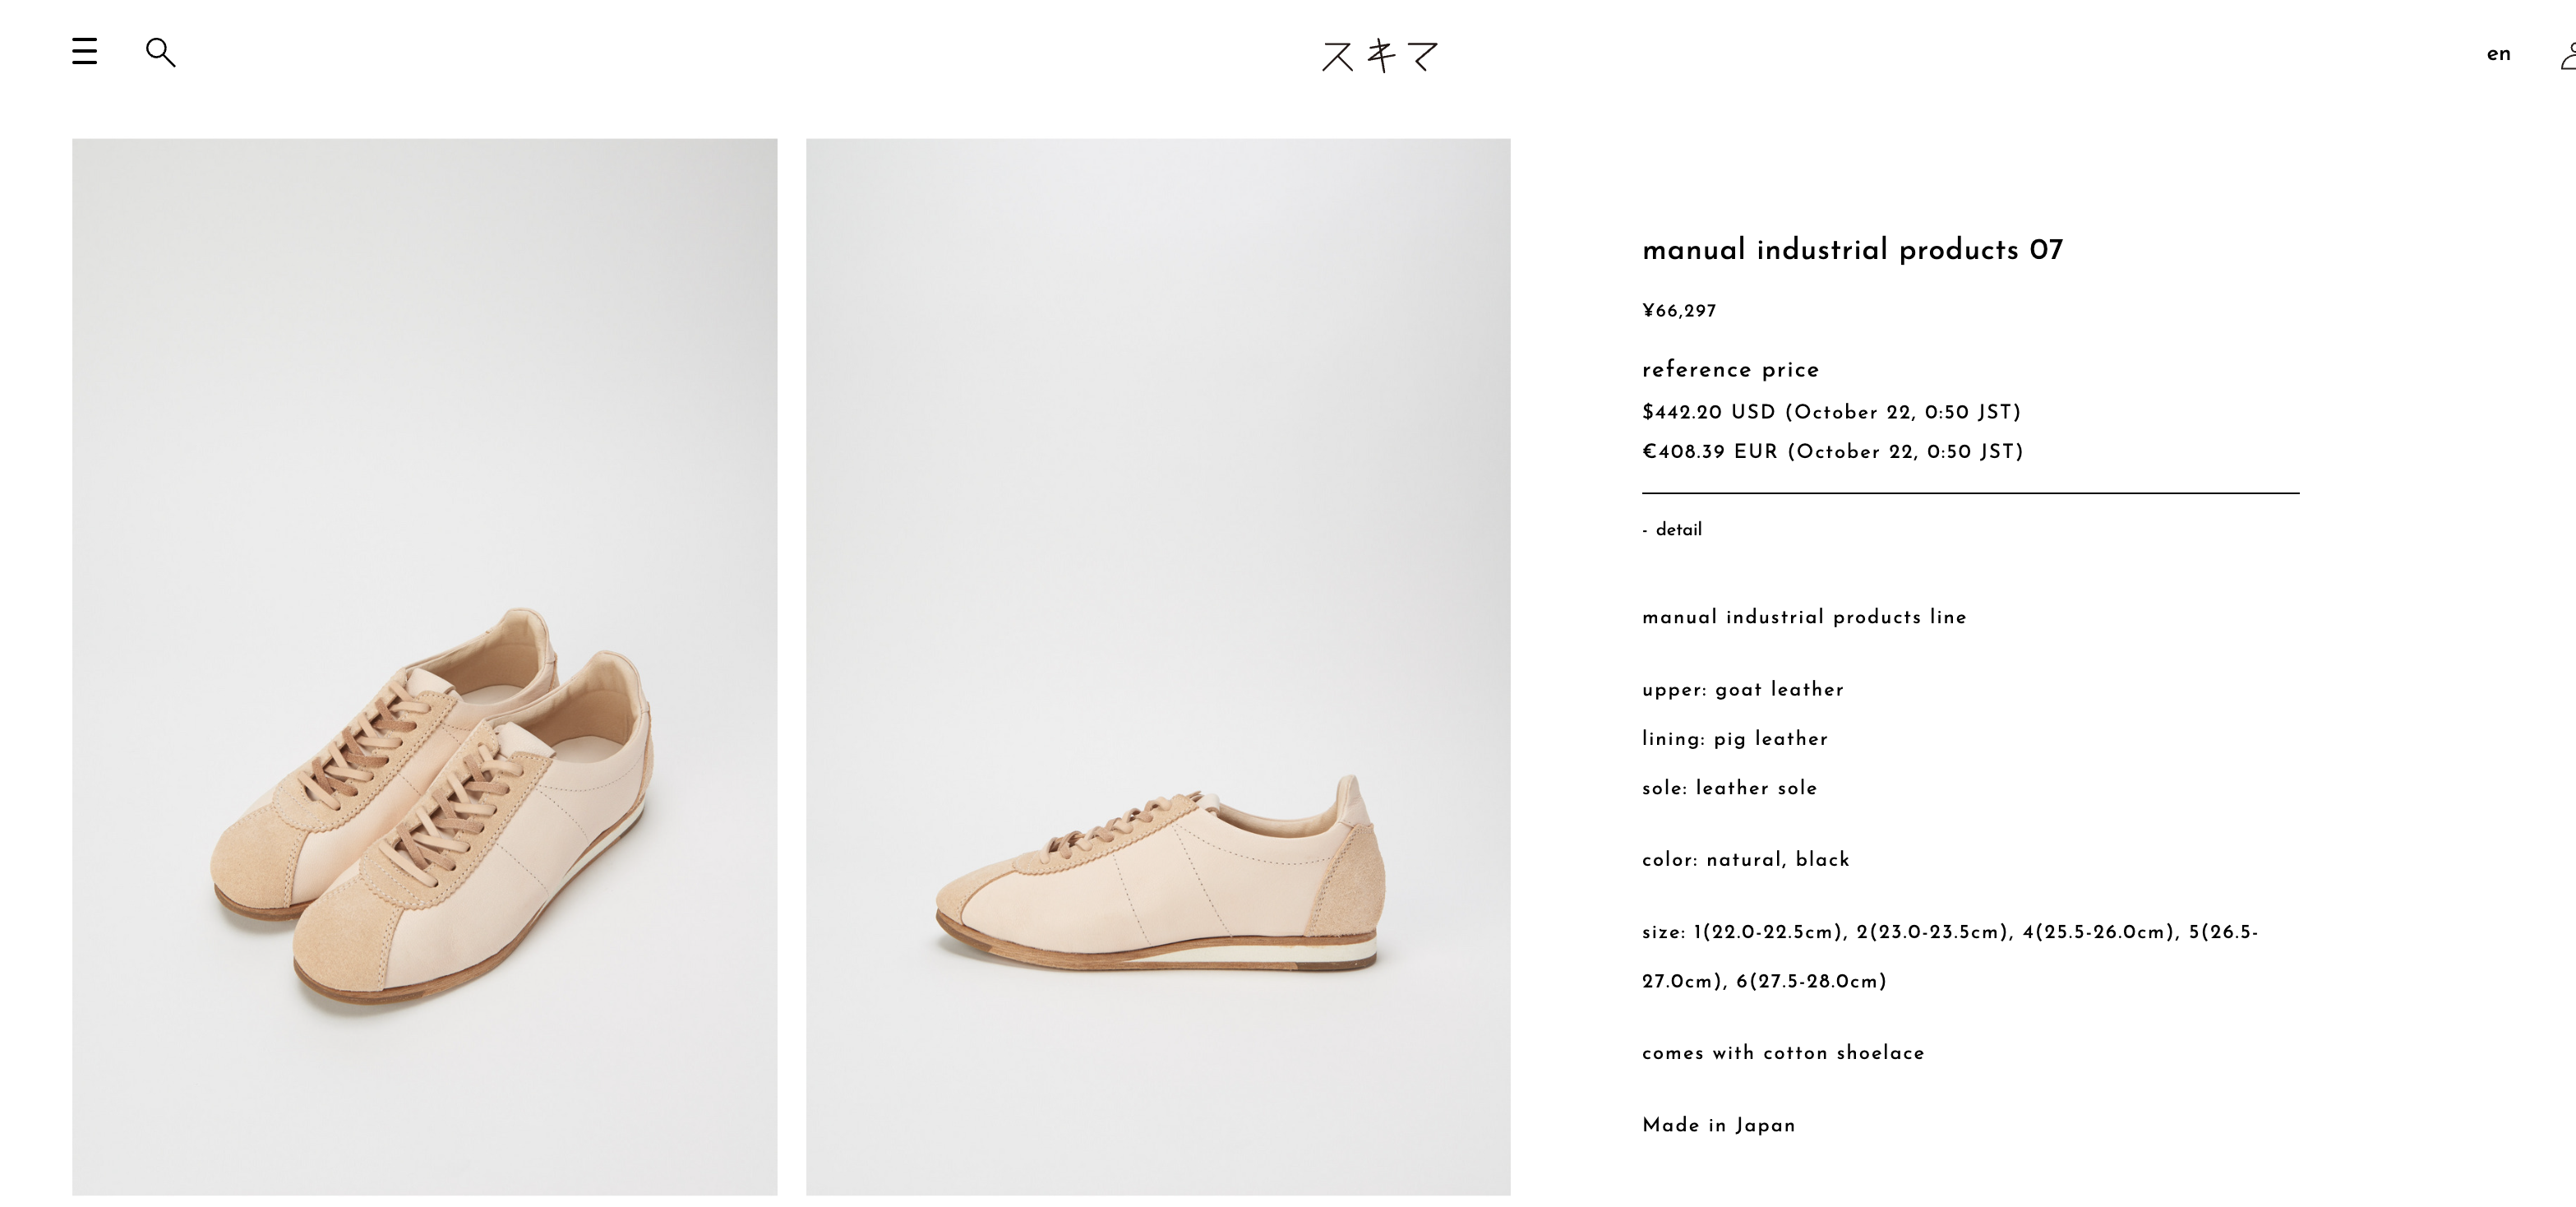 スキマ
en
manual industrial products 07
¥66,297
reference price
$442.20 USD (October 22, 0:50 JST)
€408.39 EUR (October 22, 0:50 JST)
- detail
manual industrial products line
upper: goat leather
lining: pig leather
sole: leather sole
color: natural, black
size: 1(22.0-22.5cm), 2(23.0-23.5cm), 4(25.5-26.0cm), 5(26.5-
27.0cm), 6(27.5-28.0cm)
comes with cotton shoelace
Made in Japan